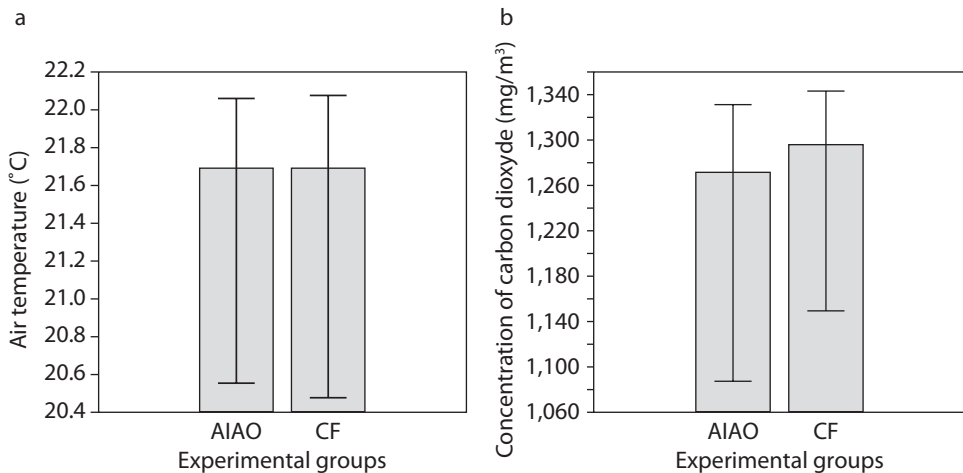 a
Air temperature (˚C)
22.2
22.0
21.8
21.6
21.4
21.2
21.0
20.8
20.6
20.4
AIAO CF
Experimental groups
b
Concentration of carbon dioxyde (mg/m³)
1,340
1,300
1,260
1,220
1,180
1,140
1,100
1,060
AIAO CF
Experimental groups